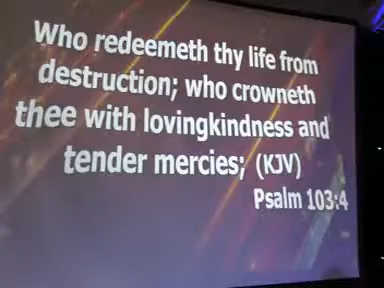 Who redeemeth thy life from
destruction; who crowneth
thee with lovingkindness and
tender mercies; (KJV)
Psalm 103:4